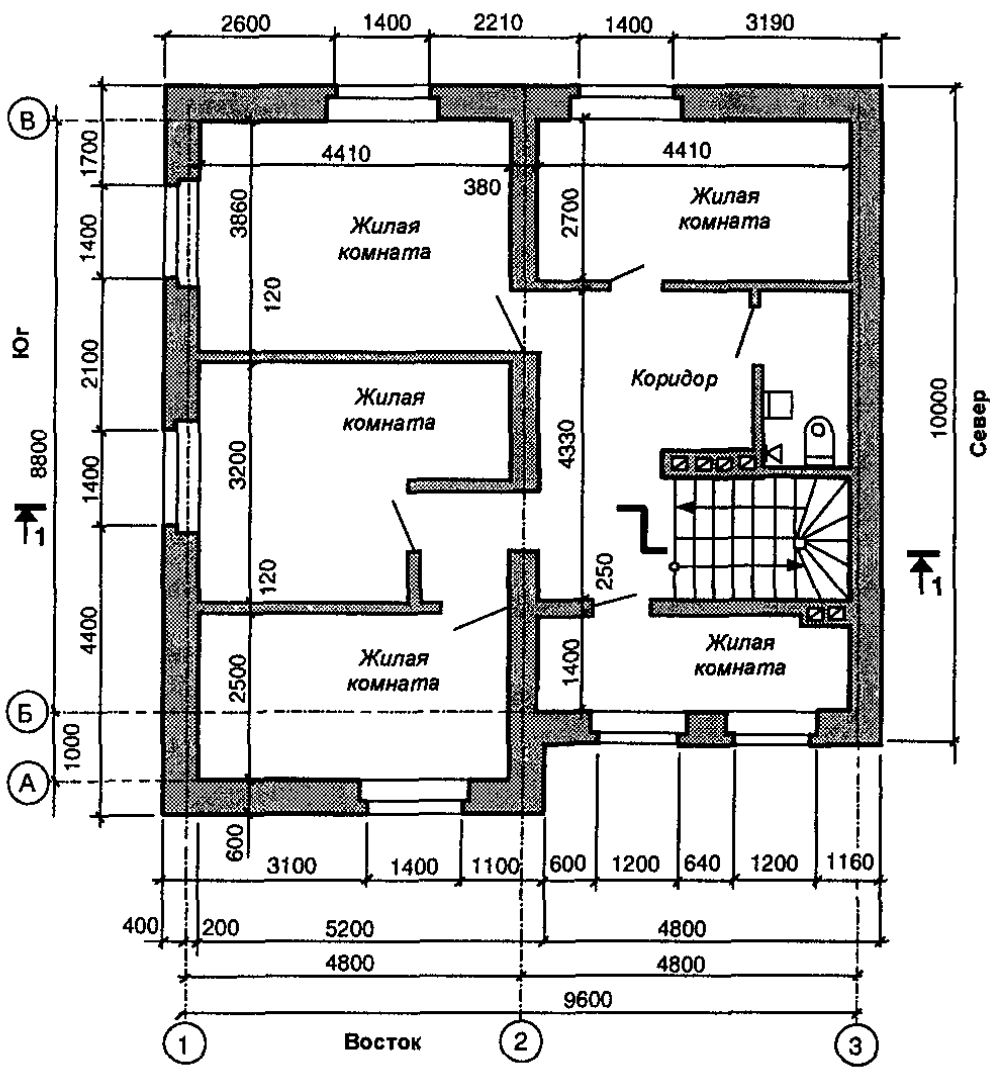 2600 1400 2210 1400 3190
В
1700
4410
4410
380
3860
2700
Жилая
комната
Жилая
комната
1400
120
Юг
2100
Коридор
Жилая
комната
10000
Север
8800
1400
3200
4330
1
1
120
250
4400
Жилая
комната
Жилая
комната
2500
1400
Б
1000
А
600
3100 1400 1100 600 1200 640 1200 1160
400 200 5200 4800
4800 4800
9600
1 Восток 2 3